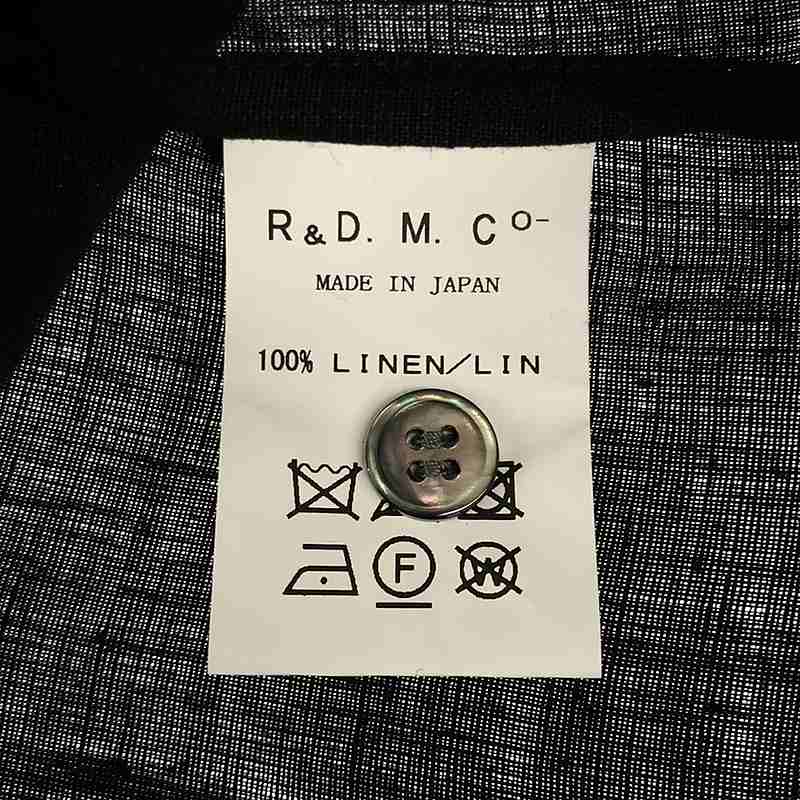 R&D. M. Co-
MADE IN JAPAN
100% LINEN/LIN
F
W